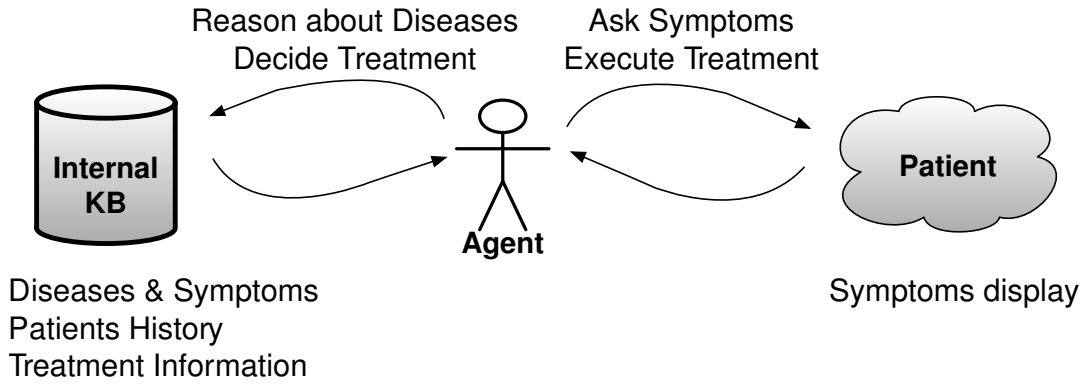 Reason about Diseases
Decide Treatment
Ask Symptoms
Execute Treatment
Internal
KB
Agent
Patient
Diseases & Symptoms
Patients History
Treatment Information
Symptoms display